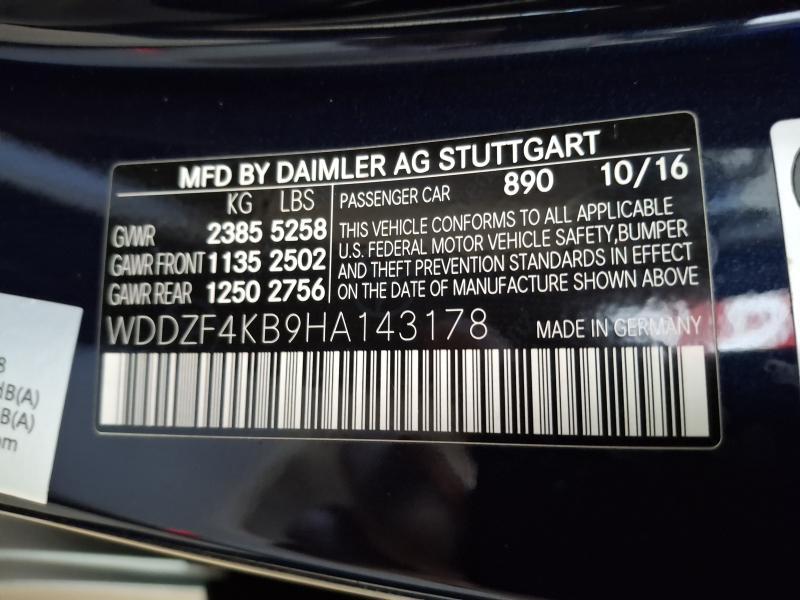 MFD BY DAIMLER AG STUTTGART
KG LBS
GVWR 2385 5258
GAWR FRONT 1135 2502
GAWR REAR 1250 2756
PASSENGER CAR 890 10/16
THIS VEHICLE CONFORMS TO ALL APPLICABLE
U.S. FEDERAL MOTOR VEHICLE SAFETY, BUMPER
AND THEFT PREVENTION STANDARDS IN EFFECT
ON THE DATE OF MANUFACTURE SHOWN ABOVE
WDDZF4KB9HA143178 MADE IN GERMANY
8
B(A)
B(A)